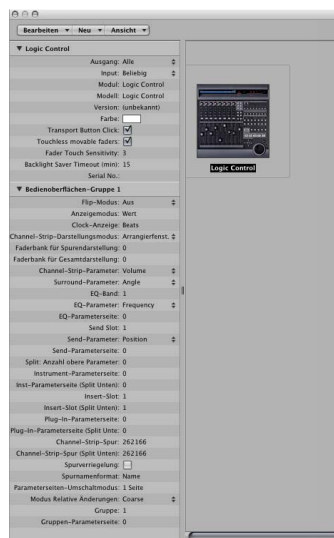 Bearbeiten Neu Ansicht
Logic Control
Ausgang: Alle
Input: Beliebig
Modul: Logic Control
Modell: Logic Control
Version: (unbekannt)
Farbe:
Transport Button Click:
Touchless movable faders:
Fader Touch Sensitivity: 3
Backlight Saver Timeout (min): 15
Serial No.:
Bedienoberflächen-Gruppe 1
Flip-Modus: Aus
Anzeigemodus: Wert
Clock-Anzeige: Beats
Channel-Strip-Darstellungsmodus: Arrangierfenst.
Faderbank für Spurendarstellung: 0
Faderbank für Gesamtdarstellung: 0
Channel-Strip-Parameter: Volume
Surround-Parameter: Angle
EQ-Band: 1
EQ-Parameter: Frequency
EQ-Parameterseite: 0
Send Slot: 1
Send-Parameter: Position
Send-Parameterseite: 0
Split: Anzahl obere Parameter: 0
Instrument-Parameterseite: 0
Inst-Parameterseite (Split Unten): 0
Insert-Slot: 1
Insert-Slot (Split Unten): 1
Plug-In-Parameterseite: 0
Plug-In-Parameterseite (Split Unte: 0
Channel-Strip-Spur: 262166
Channel-Strip-Spur (Split Unten): 262166
Spurverriegelung:
Spurnamenformat: Name
Parameterseiten-Umschaltmodus: 1 Seite
Modus Relative Änderungen: Coarse
Gruppe: 1
Gruppen-Parameterseite: 0
Logic Control